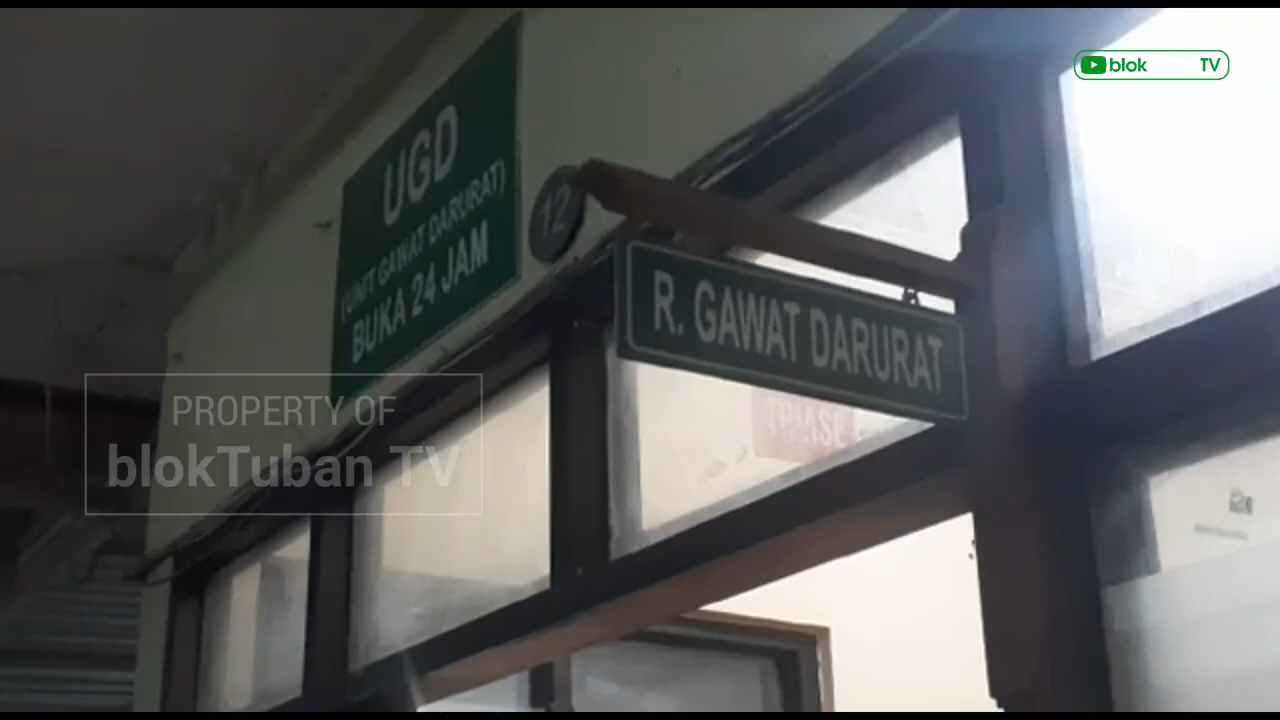 UGD
(UNIT GAWAT DARURAT)
BUKA 24 JAM
12
R. GAWAT DARURAT
TRIASE
blok TV
PROPERTY OF
blokTuban TV